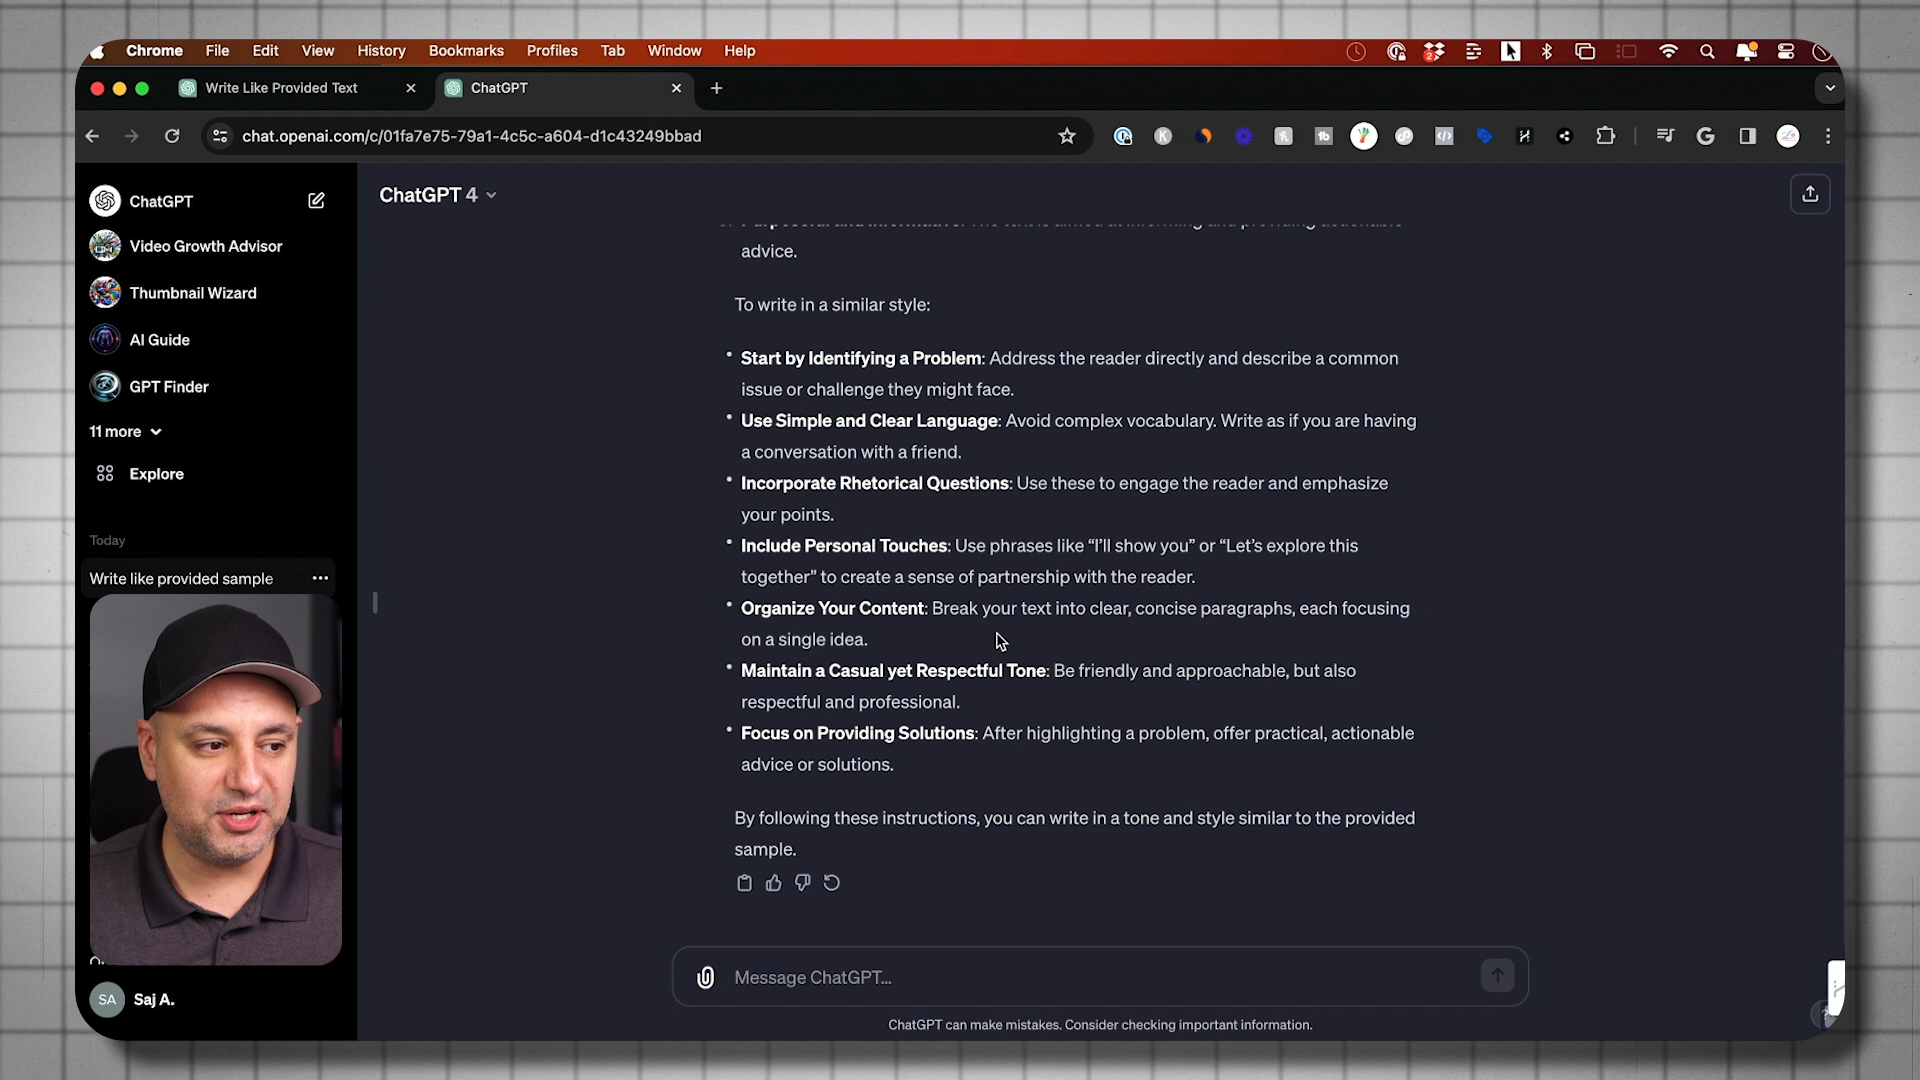 Chrome File Edit View History Bookmarks Profiles Tab Window Help
Write Like Provided Text
ChatGPT
chat.openai.com/c/01fa7e75-79a1-4c5c-a604-d1c43249bbad
ChatGPT
Video Growth Advisor
Thumbnail Wizard
AI Guide
GPT Finder
11 more
Explore
Today
Write like provided sample
SA Saj A.
ChatGPT 4
advice.
To write in a similar style:
• Start by Identifying a Problem: Address the reader directly and describe a common
issue or challenge they might face.
• Use Simple and Clear Language: Avoid complex vocabulary. Write as if you are having
a conversation with a friend.
• Incorporate Rhetorical Questions: Use these to engage the reader and emphasize
your points.
• Include Personal Touches: Use phrases like “I’ll show you” or “Let’s explore this
together” to create a sense of partnership with the reader.
• Organize Your Content: Break your text into clear, concise paragraphs, each focusing
on a single idea.
• Maintain a Casual yet Respectful Tone: Be friendly and approachable, but also
respectful and professional.
• Focus on Providing Solutions: After highlighting a problem, offer practical, actionable
advice or solutions.
By following these instructions, you can write in a tone and style similar to the provided
sample.
Message ChatGPT...
ChatGPT can make mistakes. Consider checking important information.